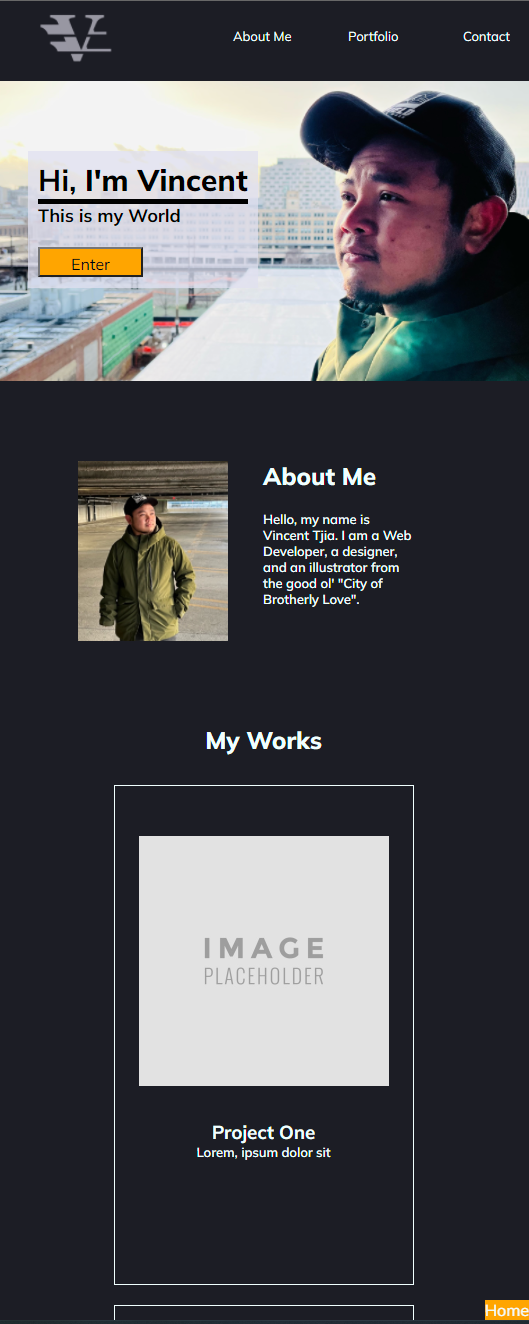 About Me
Portfolio
Contact
Hi, I'm Vincent
This is my World
Enter
About Me
Hello, my name is
Vincent Tjia. I am a Web
Developer, a designer,
and an illustrator from
the good ol' "City of
Brotherly Love".
My Works
IMAGE
PLACEHOLDER
Project One
Lorem, ipsum dolor sit
Home